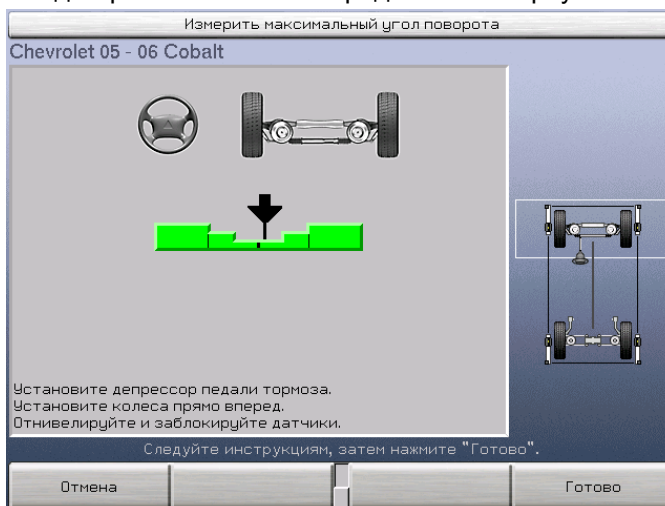 Измерить максимальный угол поворота
Chevrolet 05 - 06 Cobalt
Установите депрессор педали тормоза.
Установите колеса прямо вперед.
Отнивелируйте и заблокируйте датчики.
Следуйте инструкциям, затем нажмите "Готово".
Отмена
Готово